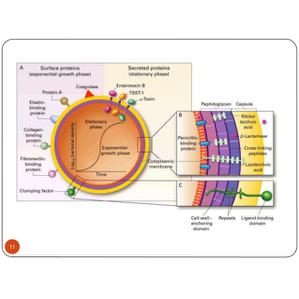 A
Surface proteins
(exponential-growth phase)
Secreted proteins
(stationary phase)
Coagulase
Enterotoxin B
TSST-1
α-Toxin
Protein A
Elastin-
binding
protein
Collagen-
binding
protein
Fibronectin-
binding
protein
Clumping factor
Stationary
phase
Exponential-
growth phase
Log₁₀ bacterial density
Time
Cytoplasmic
membrane
B
Peptidoglycan
Capsule
Penicillin-
binding
protein
Ribitol
teichoic
acid
β-Lactamase
Cross-linking
peptides
Lipoteichoic
acid
C
Cell-wall–
anchoring
domain
Repeats
Ligand-binding
domain
11